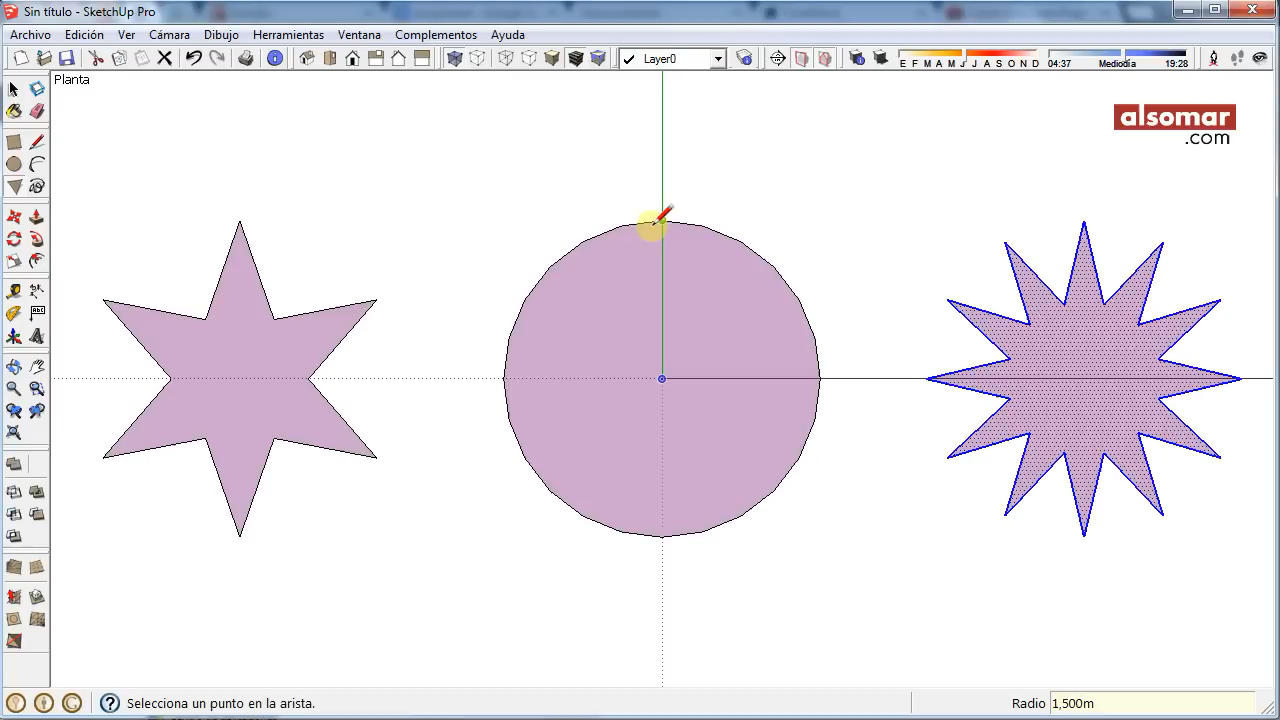 Sin título - SketchUp Pro
Archivo Edición Ver Cámara Dibujo Herramientas Ventana Complementos Ayuda
Layer0
E F M A M J J A S O N D
04:37 Mediodía 19:28
Planta
alsomar
.com
Abc
Selecciona un punto en la arista.
Radio 1,500m